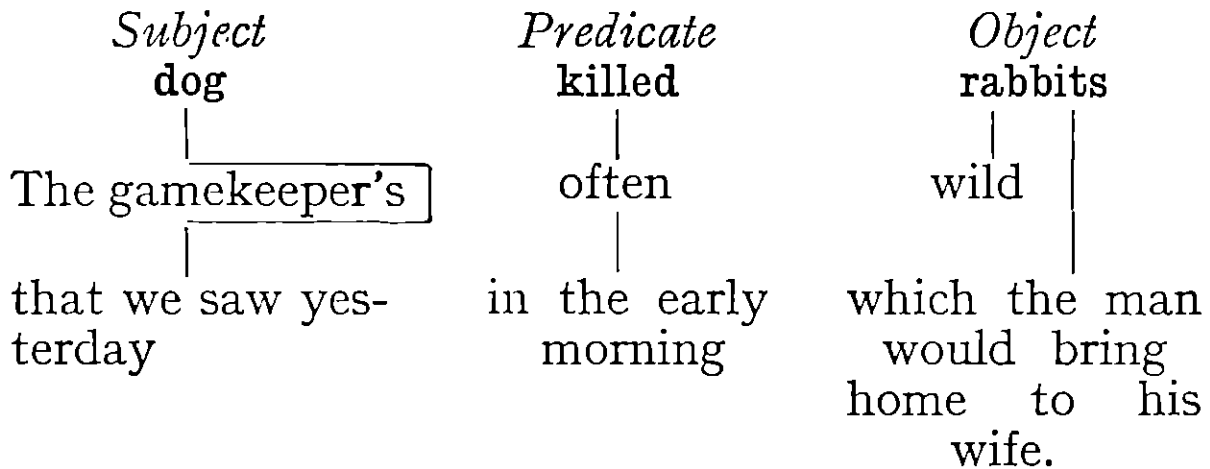 Subject Predicate Object
dog killed rabbits
The gamekeeper's often wild
that we saw yes- in the early which the man
terday morning would bring
home to his
wife.